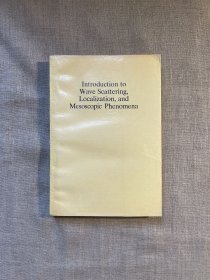 Introduction to
Wave Scattering,
Localization, and
Mesoscopic Phenomena